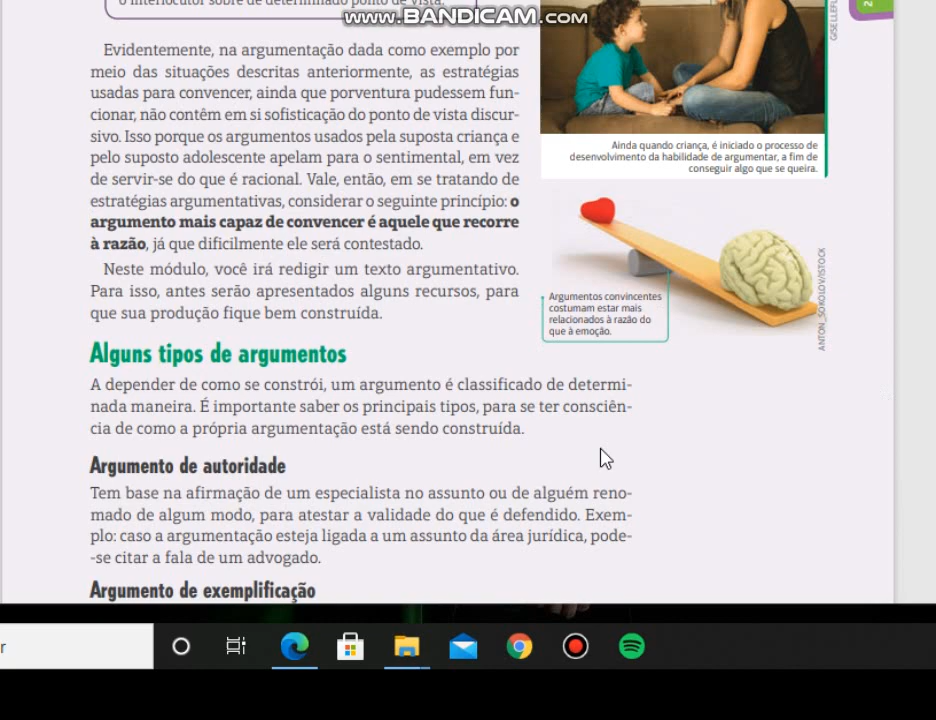 o interlocutor sobre de determinado ponto de vista.
www.BANDICAM.com
Evidentemente, na argumentação dada como exemplo por
meio das situações descritas anteriormente, as estratégias
usadas para convencer, ainda que porventura pudessem fun-
cionar, não contêm em si sofisticação do ponto de vista discur-
sivo. Isso porque os argumentos usados pela suposta criança e
pelo suposto adolescente apelam para o sentimental, em vez
de servir-se do que é racional. Vale, então, em se tratando de
estratégias argumentativas, considerar o seguinte princípio: o
argumento mais capaz de convencer é aquele que recorre
à razão, já que dificilmente ele será contestado.
Neste módulo, você irá redigir um texto argumentativo.
Para isso, antes serão apresentados alguns recursos, para
que sua produção fique bem construída.
Ainda quando criança, é iniciado o processo de
desenvolvimento da habilidade de argumentar, a fim de
conseguir algo que se queira.
Argumentos convincentes
costumam estar mais
relacionados à razão do
que à emoção.
ANTON_SOKOLOV/ISTOCK
Alguns tipos de argumentos
A depender de como se constrói, um argumento é classificado de determi-
nada maneira. É importante saber os principais tipos, para se ter consciên-
cia de como a própria argumentação está sendo construída.
Argumento de autoridade
Tem base na afirmação de um especialista no assunto ou de alguém reno-
mado de algum modo, para atestar a validade do que é defendido. Exem-
plo: caso a argumentação esteja ligada a um assunto da área jurídica, pode-
-se citar a fala de um advogado.
Argumento de exemplificação
r